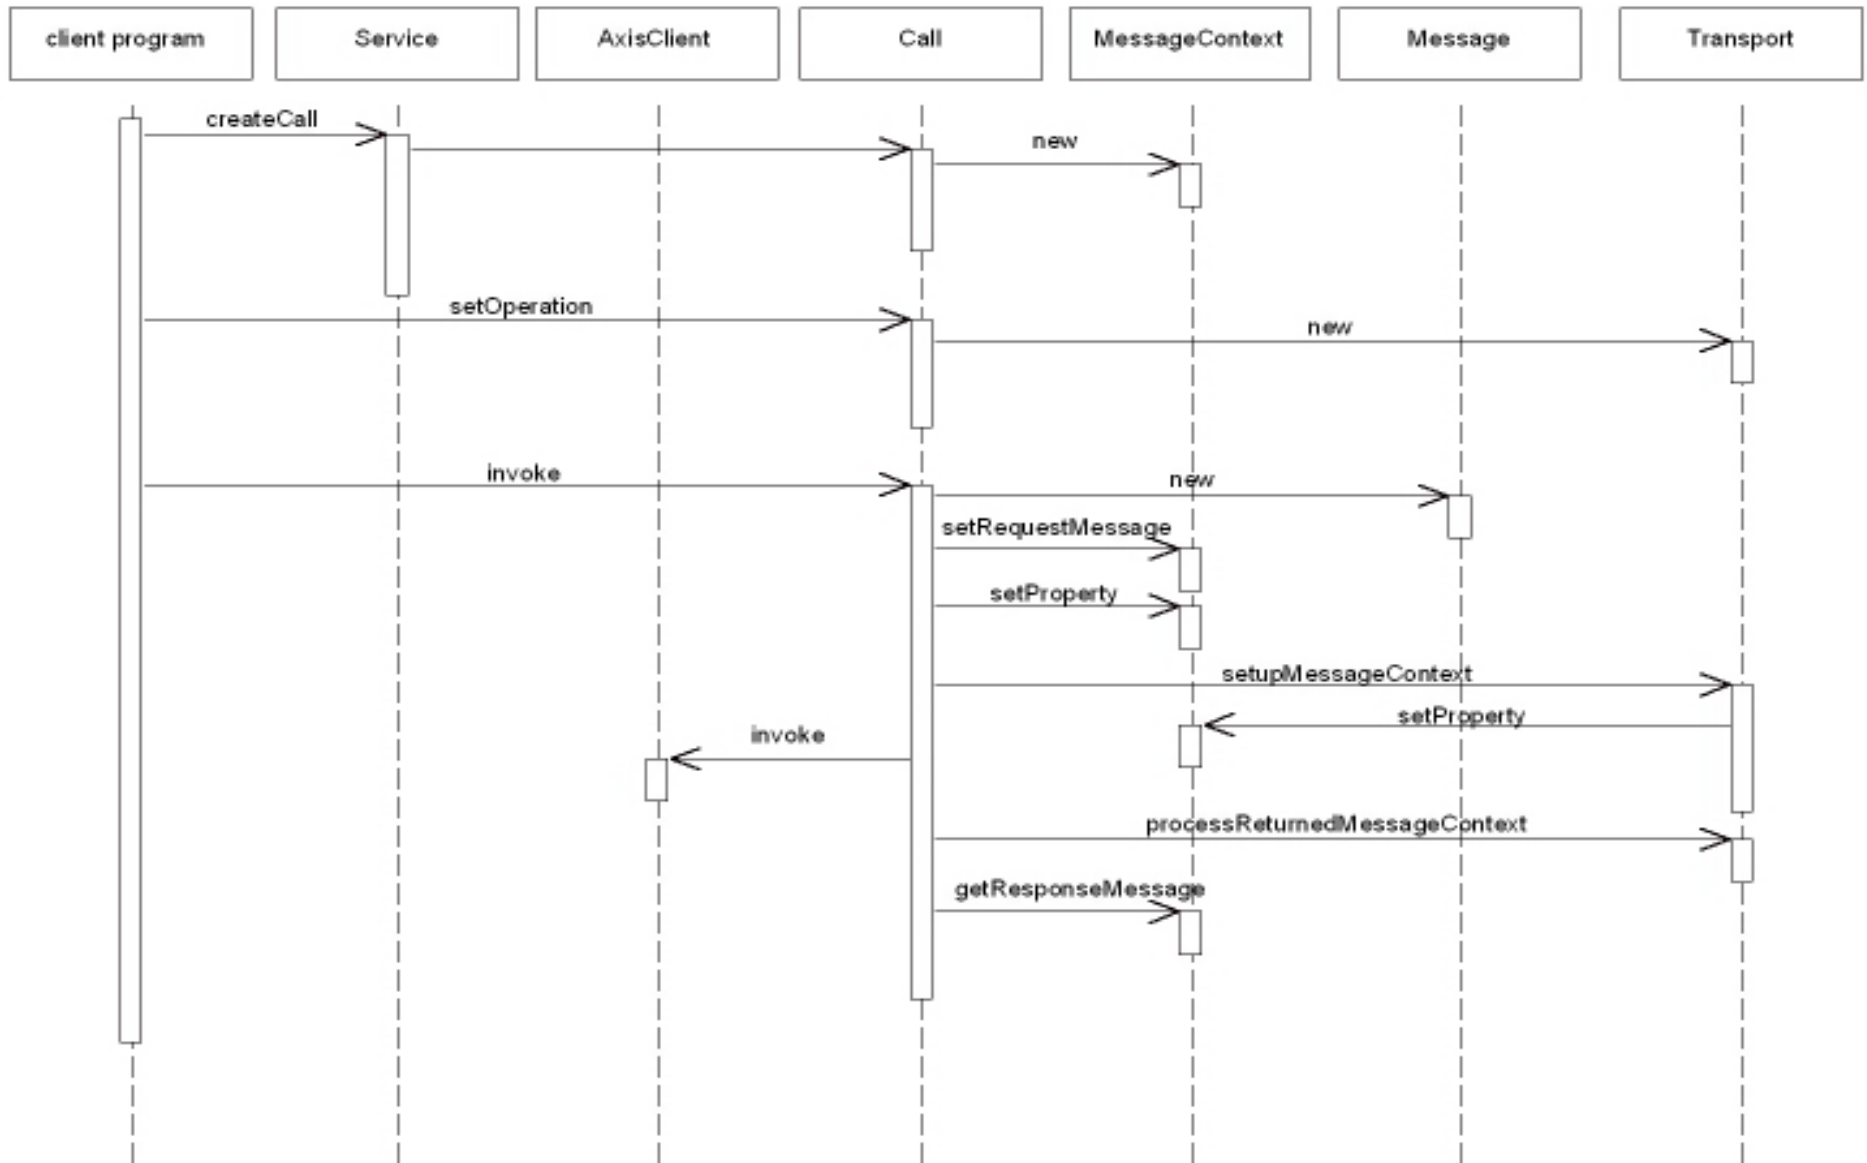 client program
Service
AxisClient
Call
MessageContext
Message
Transport
createCall
new
setOperation
new
invoke
new
setRequestMessage
setProperty
setupMessageContext
setProperty
invoke
processReturnedMessageContext
getResponseMessage